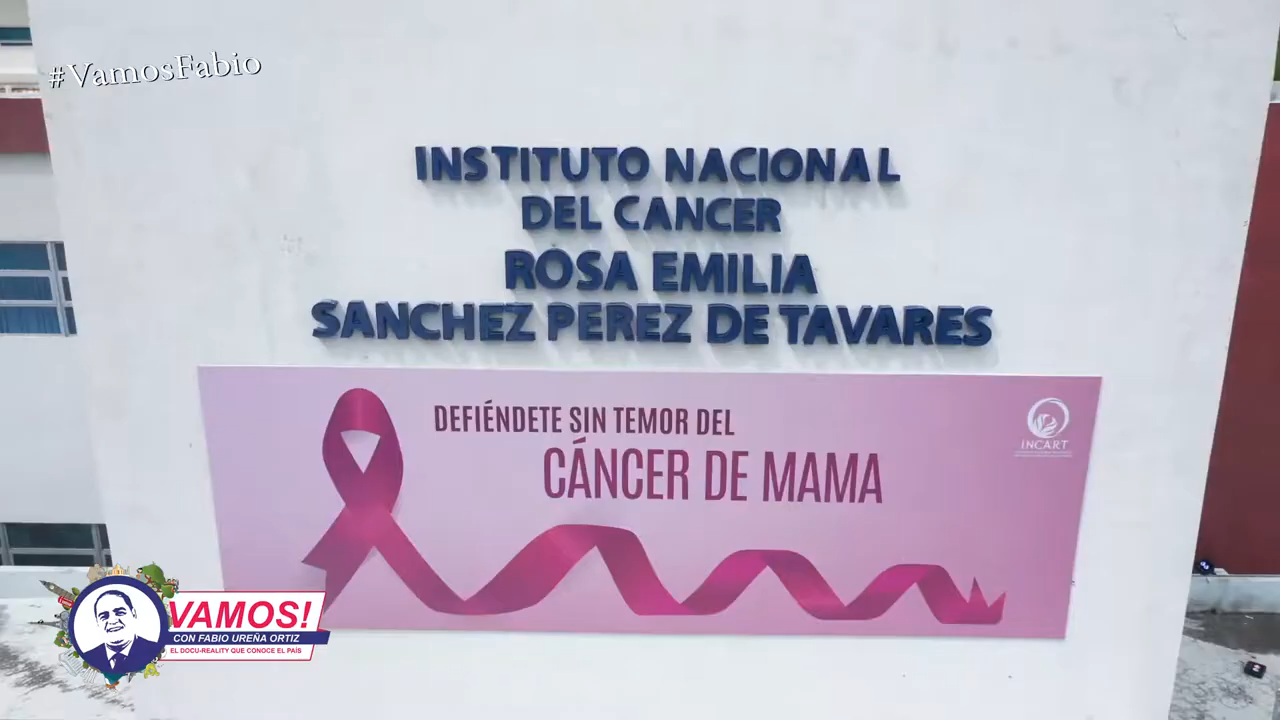 #VamosFabio
INSTITUTO NACIONAL
DEL CANCER
ROSA EMILIA
SANCHEZ PEREZ DE TAVARES
DEFIÉNDETE SIN TEMOR DEL
CÁNCER DE MAMA
INCART
VAMOS!
CON FABIO UREÑA ORTIZ
EL DOCU-REALITY QUE CONOCE EL PAÍS